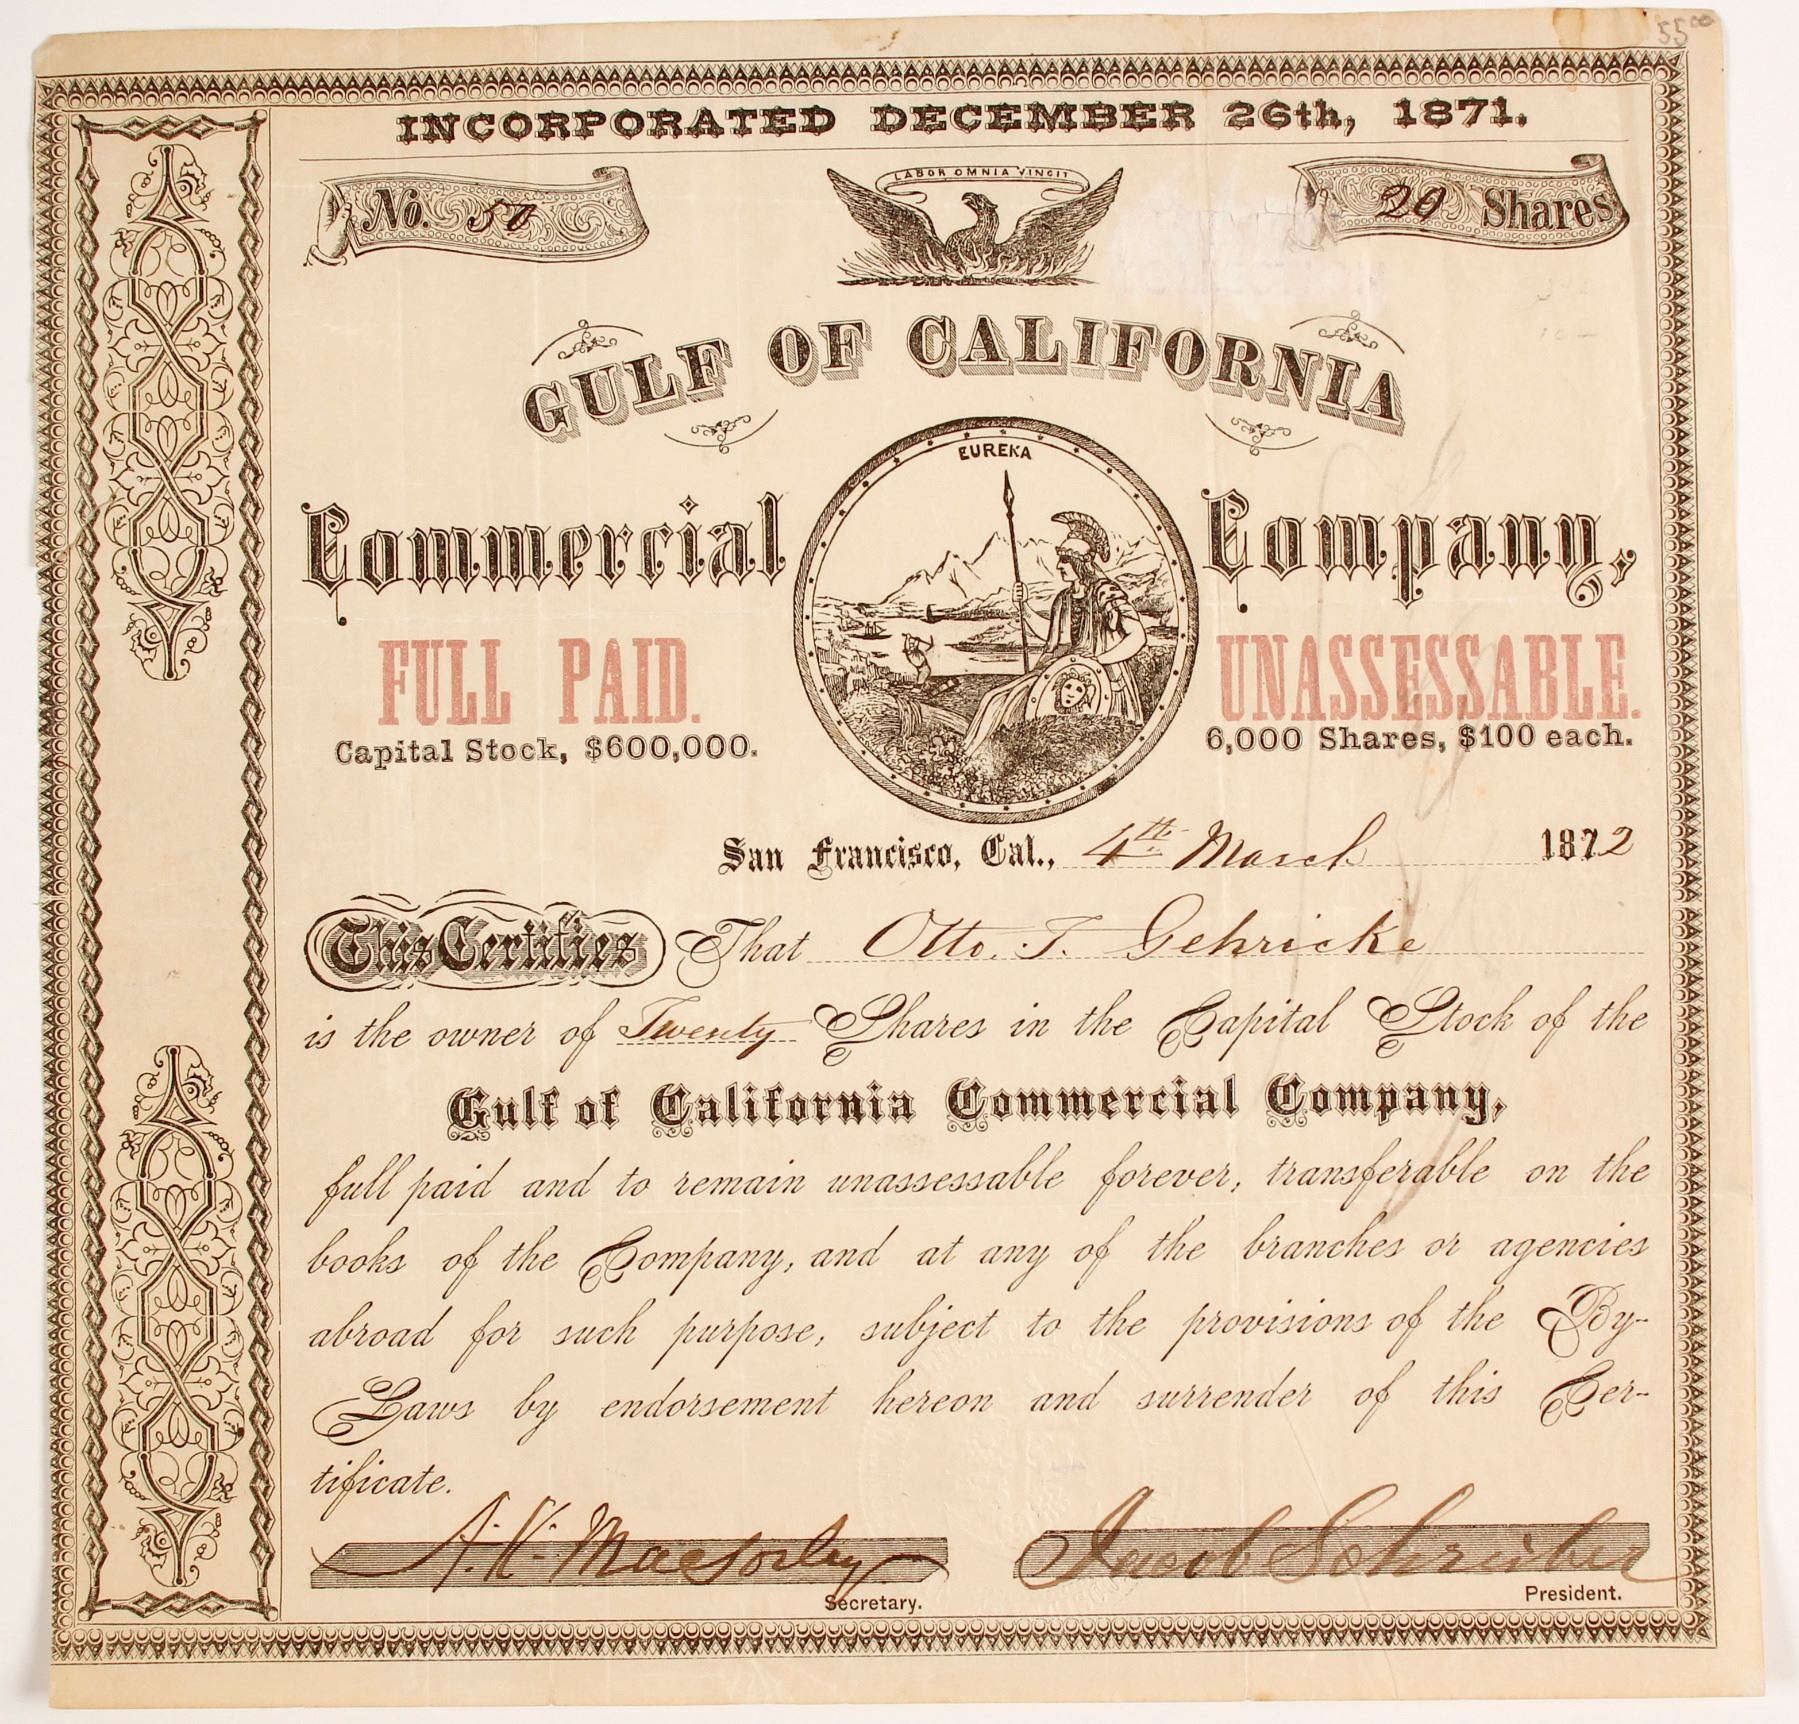 55 00
INCORPORATED DECEMBER 26th, 1871.
No. 57
LABOR OMNIA VINCIT
20 Shares
GULF OF CALIFORNIA
EUREKA
Commercial Company,
FULL PAID. UNASSESSABLE.
Capital Stock, $600,000. 6,000 Shares, $100 each.
San Francisco, Cal., 4th March 1872
This Certifies That Otto. F. Gehricke
is the owner of Twenty Shares in the Capital Stock of the
Gulf of California Commercial Company,
full paid and to remain unassessable forever, transferable on the
books of the Company, and at any of the branches or agencies
abroad for such purpose, subject to the provisions of the By-
Laws by endorsement hereon and surrender of this Cer-
tificate.
A. K. Macsorley Jacob Schreiber
Secretary. President.